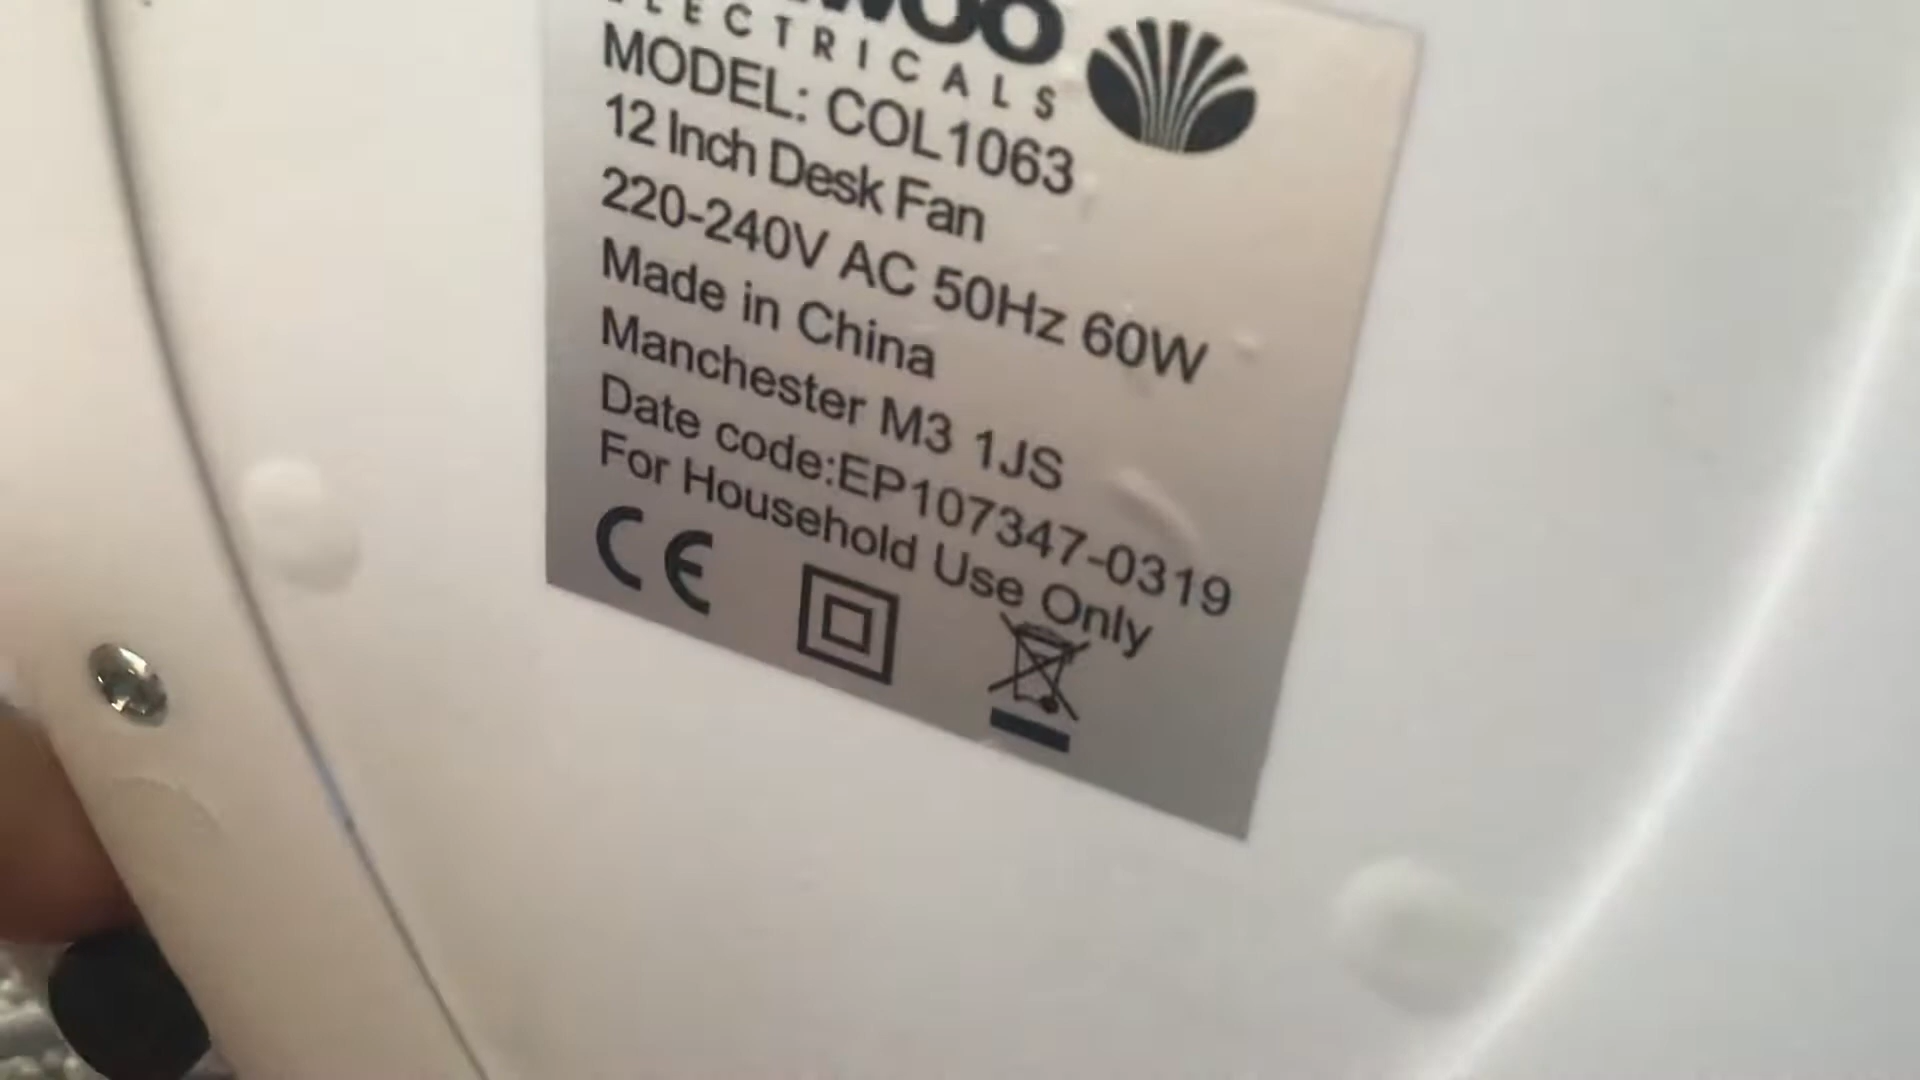 ELECTRICALS
MODEL: COL1063
12 Inch Desk Fan
220-240V AC 50Hz 60W
Made in China
Manchester M3 1JS
Date code:EP107347-0319
For Household Use Only
CE